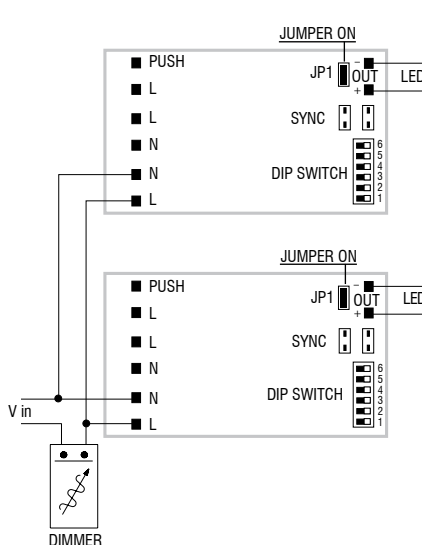 JUMPER ON
PUSH
JP1
-
OUT
+
LED
L
L
SYNC
N
N
DIP SWITCH
6
5
4
3
2
1
L
JUMPER ON
PUSH
JP1
-
OUT
+
LED
L
L
SYNC
N
N
DIP SWITCH
6
5
4
3
2
1
L
V in
DIMMER